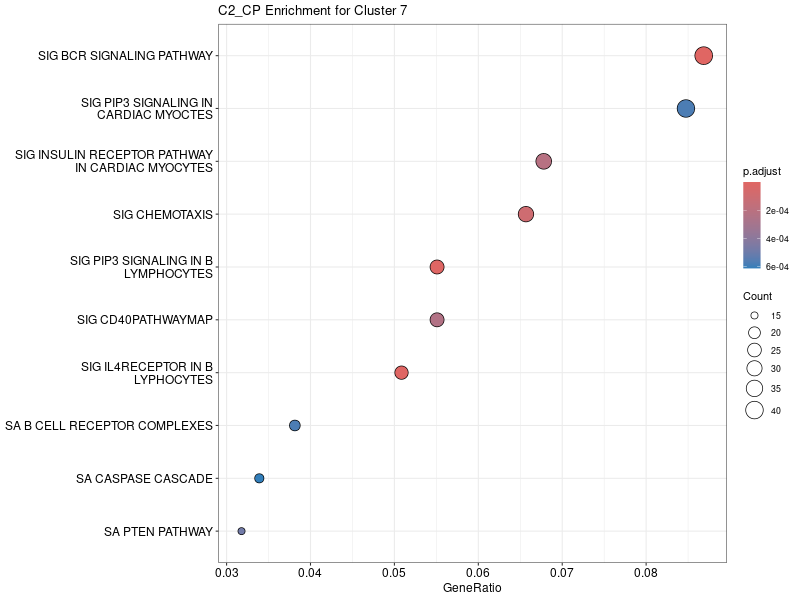 C2_CP Enrichment for Cluster 7
SIG BCR SIGNALING PATHWAY
SIG PIP3 SIGNALING IN
CARDIAC MYOCTES
SIG INSULIN RECEPTOR PATHWAY
IN CARDIAC MYOCYTES
SIG CHEMOTAXIS
SIG PIP3 SIGNALING IN B
LYMPHOCYTES
SIG CD40PATHWAYMAP
SIG IL4RECEPTOR IN B
LYPHOCYTES
SA B CELL RECEPTOR COMPLEXES
SA CASPASE CASCADE
SA PTEN PATHWAY
0.03 0.04 0.05 0.06 0.07 0.08
GeneRatio
p.adjust
2e-04
4e-04
6e-04
Count
15
20
25
30
35
40